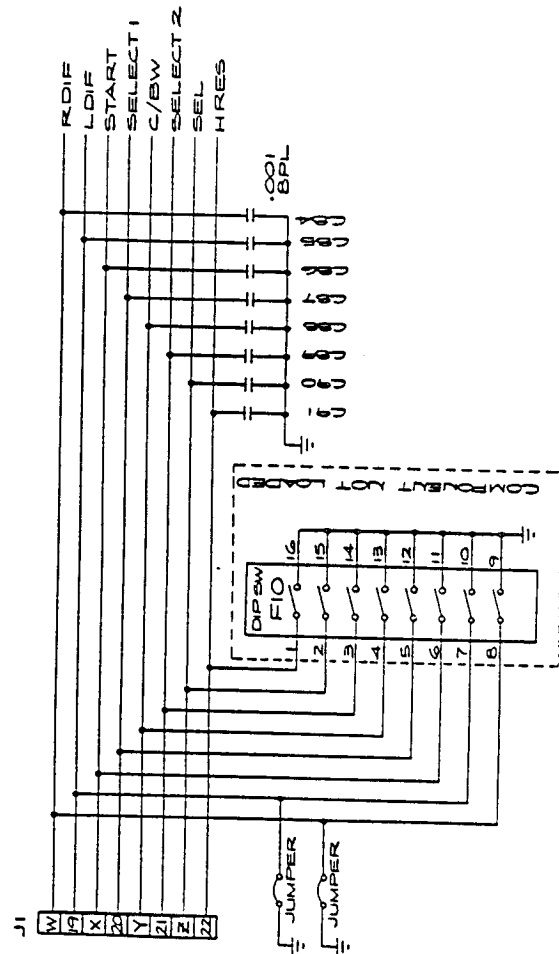 RDIF
LDIF
START
SELECT 1
C/BW
SELECT 2
SEL
HRES
.001
BPL
C84
C85
C86
C87
C88
C89
C90
C91
COMPONENT NOT LOADED
DIP SW
F10
16
15
14
13
12
11
10
9
1
2
3
4
5
6
7
8
J1
W
19
X
20
Y
21
Z
22
JUMPER
JUMPER